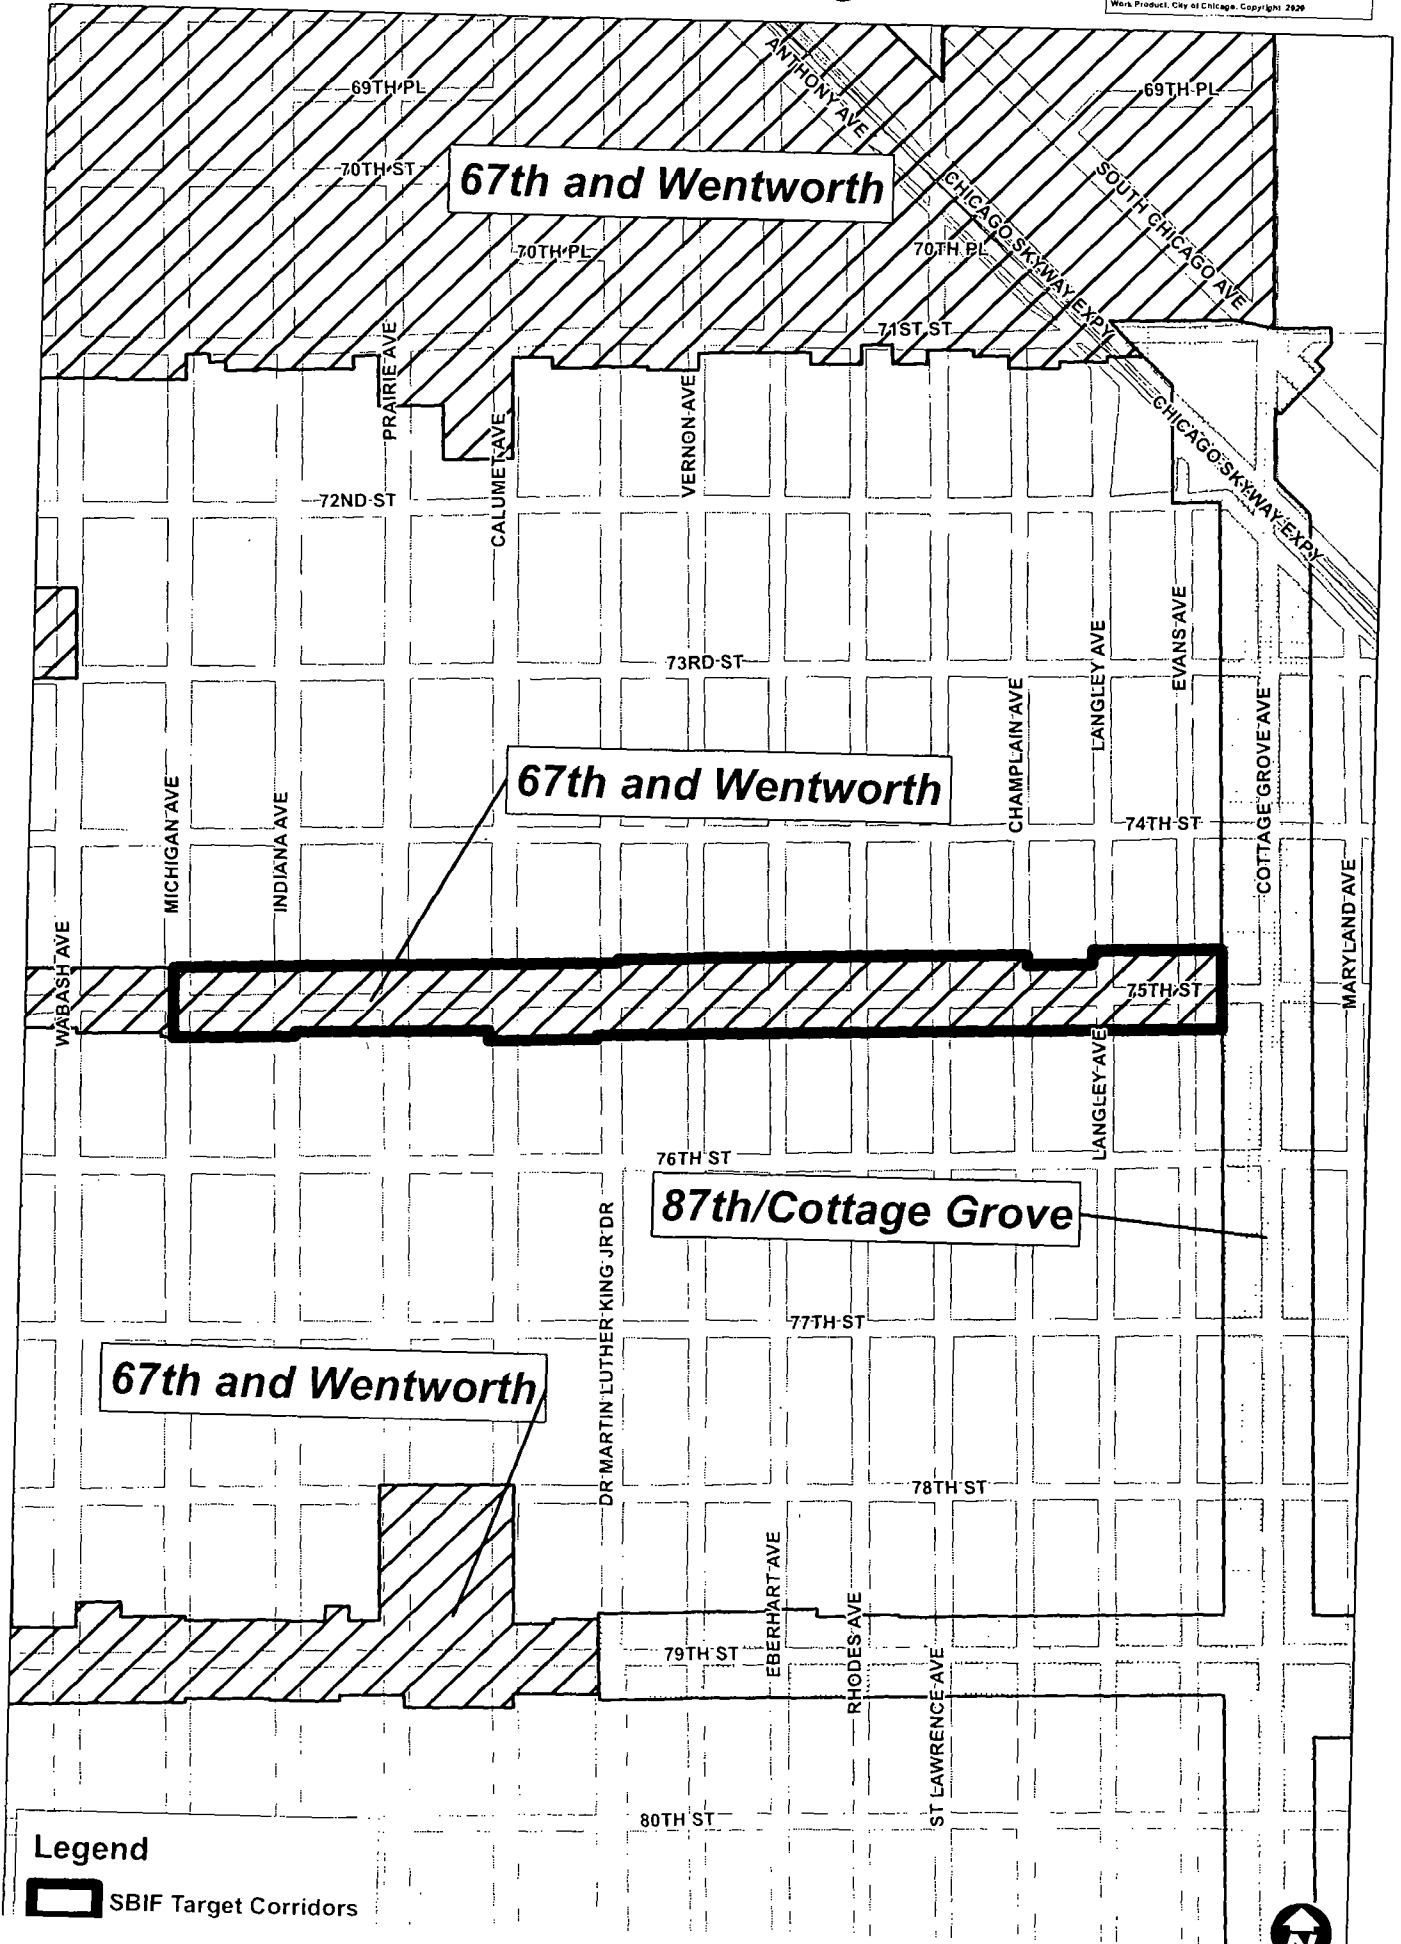 Work Product, City of Chicago. Copyright 2020
ANTHONY AVE
69TH PL
69TH PL
70TH ST
67th and Wentworth
CHICAGO SKYWAY EXPY
SOUTH CHICAGO AVE
70TH PL
70TH PL
71ST ST
PRAIRIE AVE
CALUMET AVE
VERNON AVE
CHICAGO SKYWAY EXPY
72ND ST
73RD ST
EVANS AVE
LANGLEY AVE
CHAMPLAIN AVE
COTTAGE GROVE AVE
67th and Wentworth
MICHIGAN AVE
INDIANA AVE
74TH ST
MARYLAND AVE
WABASH AVE
75TH ST
LANGLEY AVE
76TH ST
87th/Cottage Grove
DR MARTIN LUTHER KING JR DR
77TH ST
67th and Wentworth
78TH ST
EBERHART AVE
RHODES AVE
79TH ST
ST LAWRENCE AVE
80TH ST
Legend
SBIF Target Corridors
N